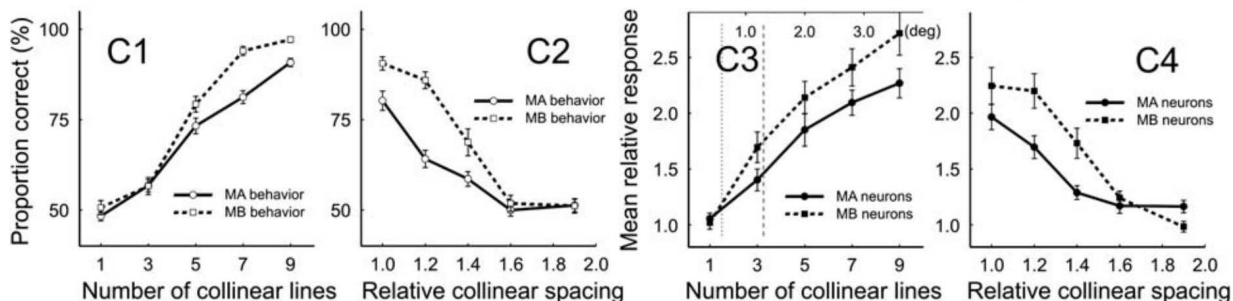 C1
Proportion correct (%)
100
75
50
MA behavior
MB behavior
1 3 5 7 9
Number of collinear lines
C2
100
75
50
MA behavior
MB behavior
MA behavior
MB behavior
1.0 1.2 1.4 1.6 1.8 2.0
Relative collinear spacing
C3
1.0 2.0 3.0 (deg)
Mean relative response
2.5
2.0
1.5
1.0
MA neurons
MB neurons
1 3 5 7 9
Number of collinear lines
C4
2.5
2.0
1.5
1.0
MA neurons
MB neurons
1.0 1.2 1.4 1.6 1.8 2.0
Relative collinear spacing